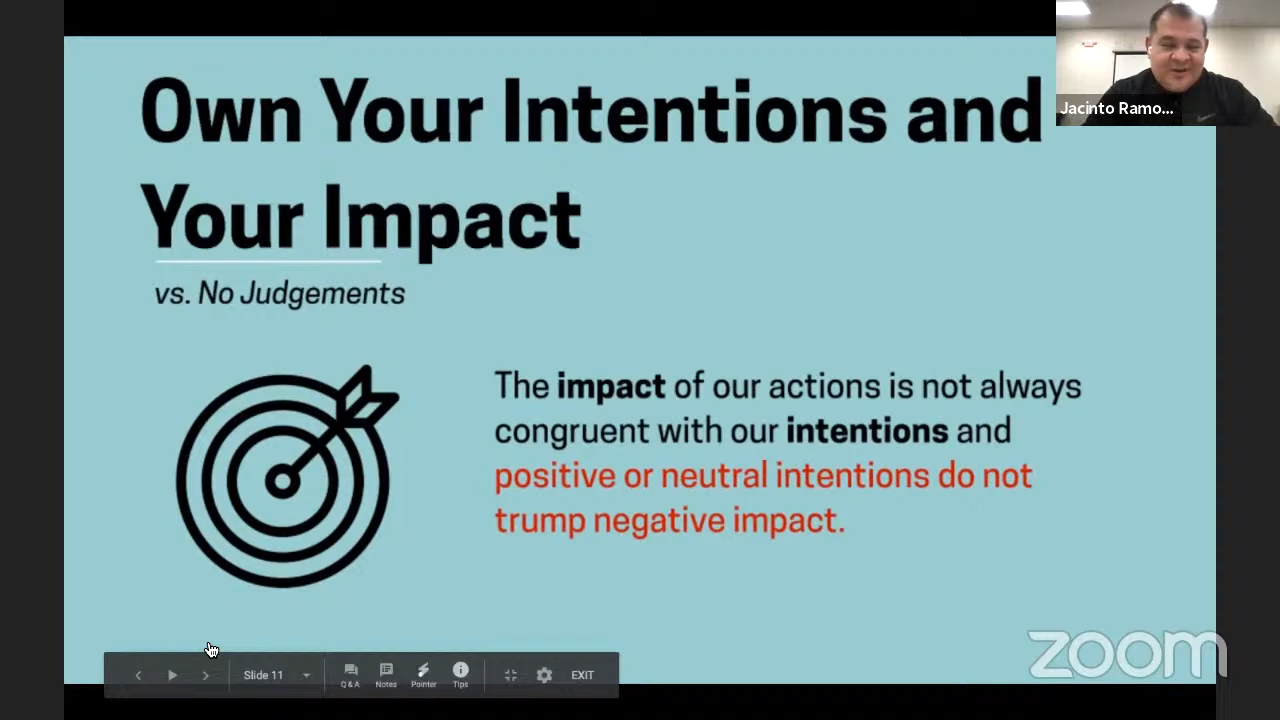 Own Your Intentions and
Your Impact
vs. No Judgements
The impact of our actions is not always
congruent with our intentions and
positive or neutral intentions do not
trump negative impact.
Jacinto Ramo...
Slide 11
Q & A
Notes
Pointer
Tips
EXIT
zoom